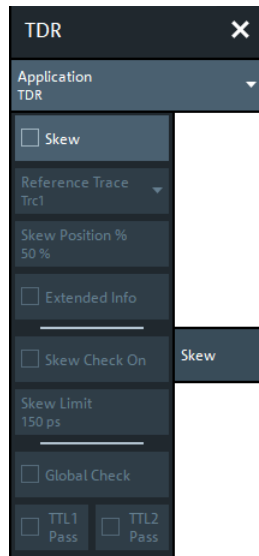 TDR
Application
TDR
Skew
Reference Trace
Trc1
Skew Position %
50 %
Extended Info
Skew Check On
Skew
Skew Limit
150 ps
Global Check
TTL1
Pass
TTL2
Pass